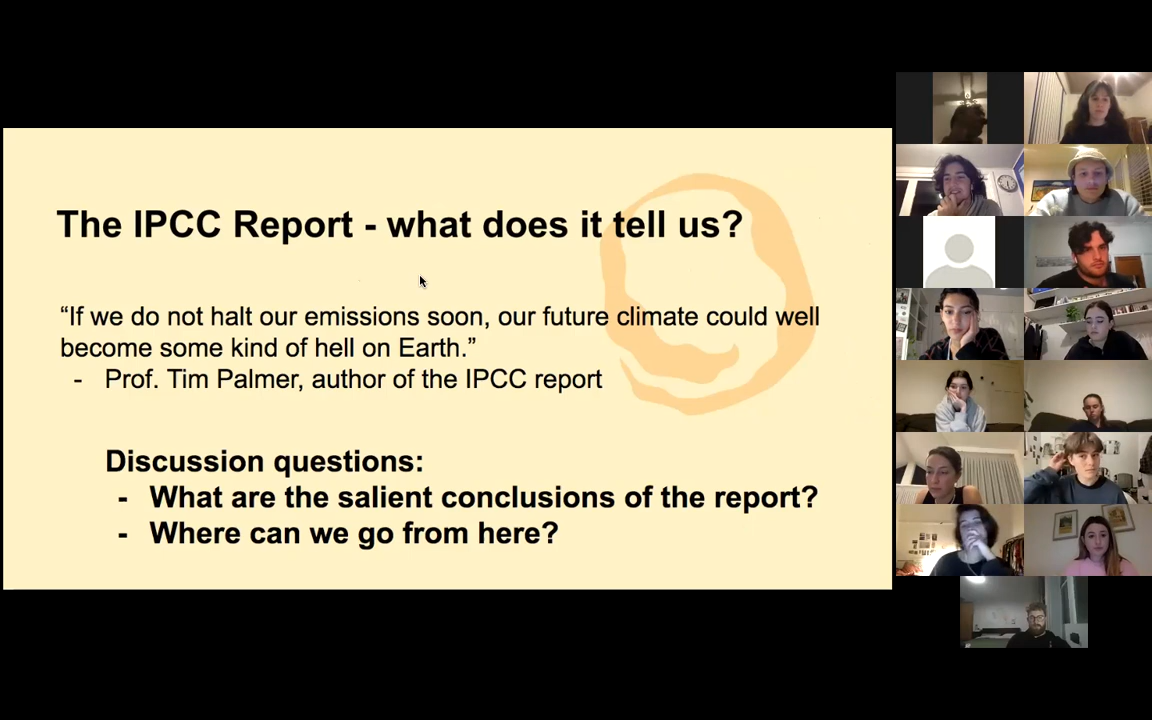 The IPCC Report - what does it tell us?
“If we do not halt our emissions soon, our future climate could well
become some kind of hell on Earth.”
- Prof. Tim Palmer, author of the IPCC report
Discussion questions:
- What are the salient conclusions of the report?
- Where can we go from here?